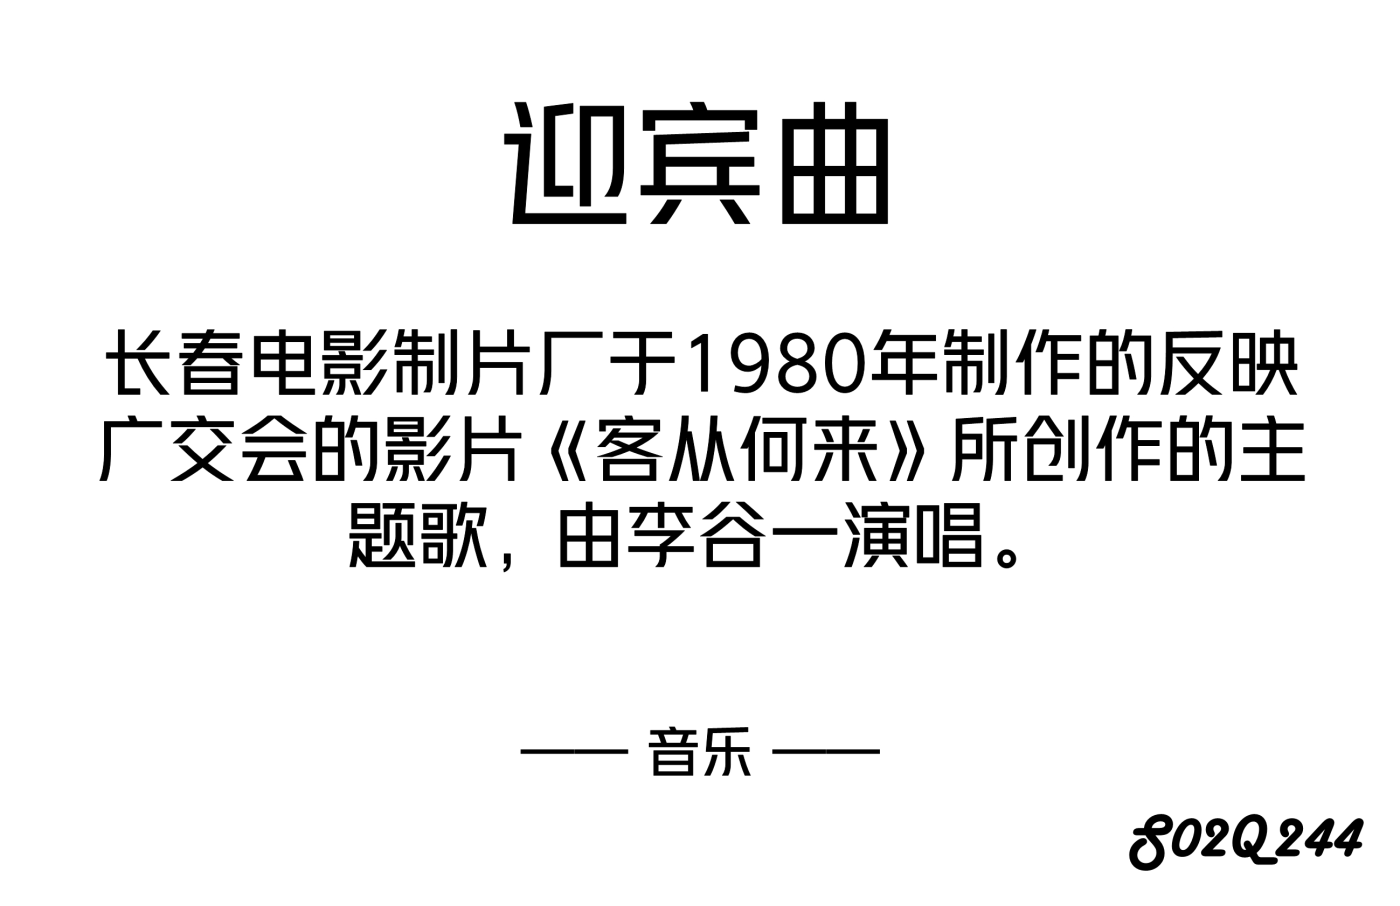 迎宾曲
长春电影制片厂于1980年制作的反映
广交会的影片《客从何来》所创作的主
题歌，由李谷一演唱。
—— 音乐 ——
S02Q244